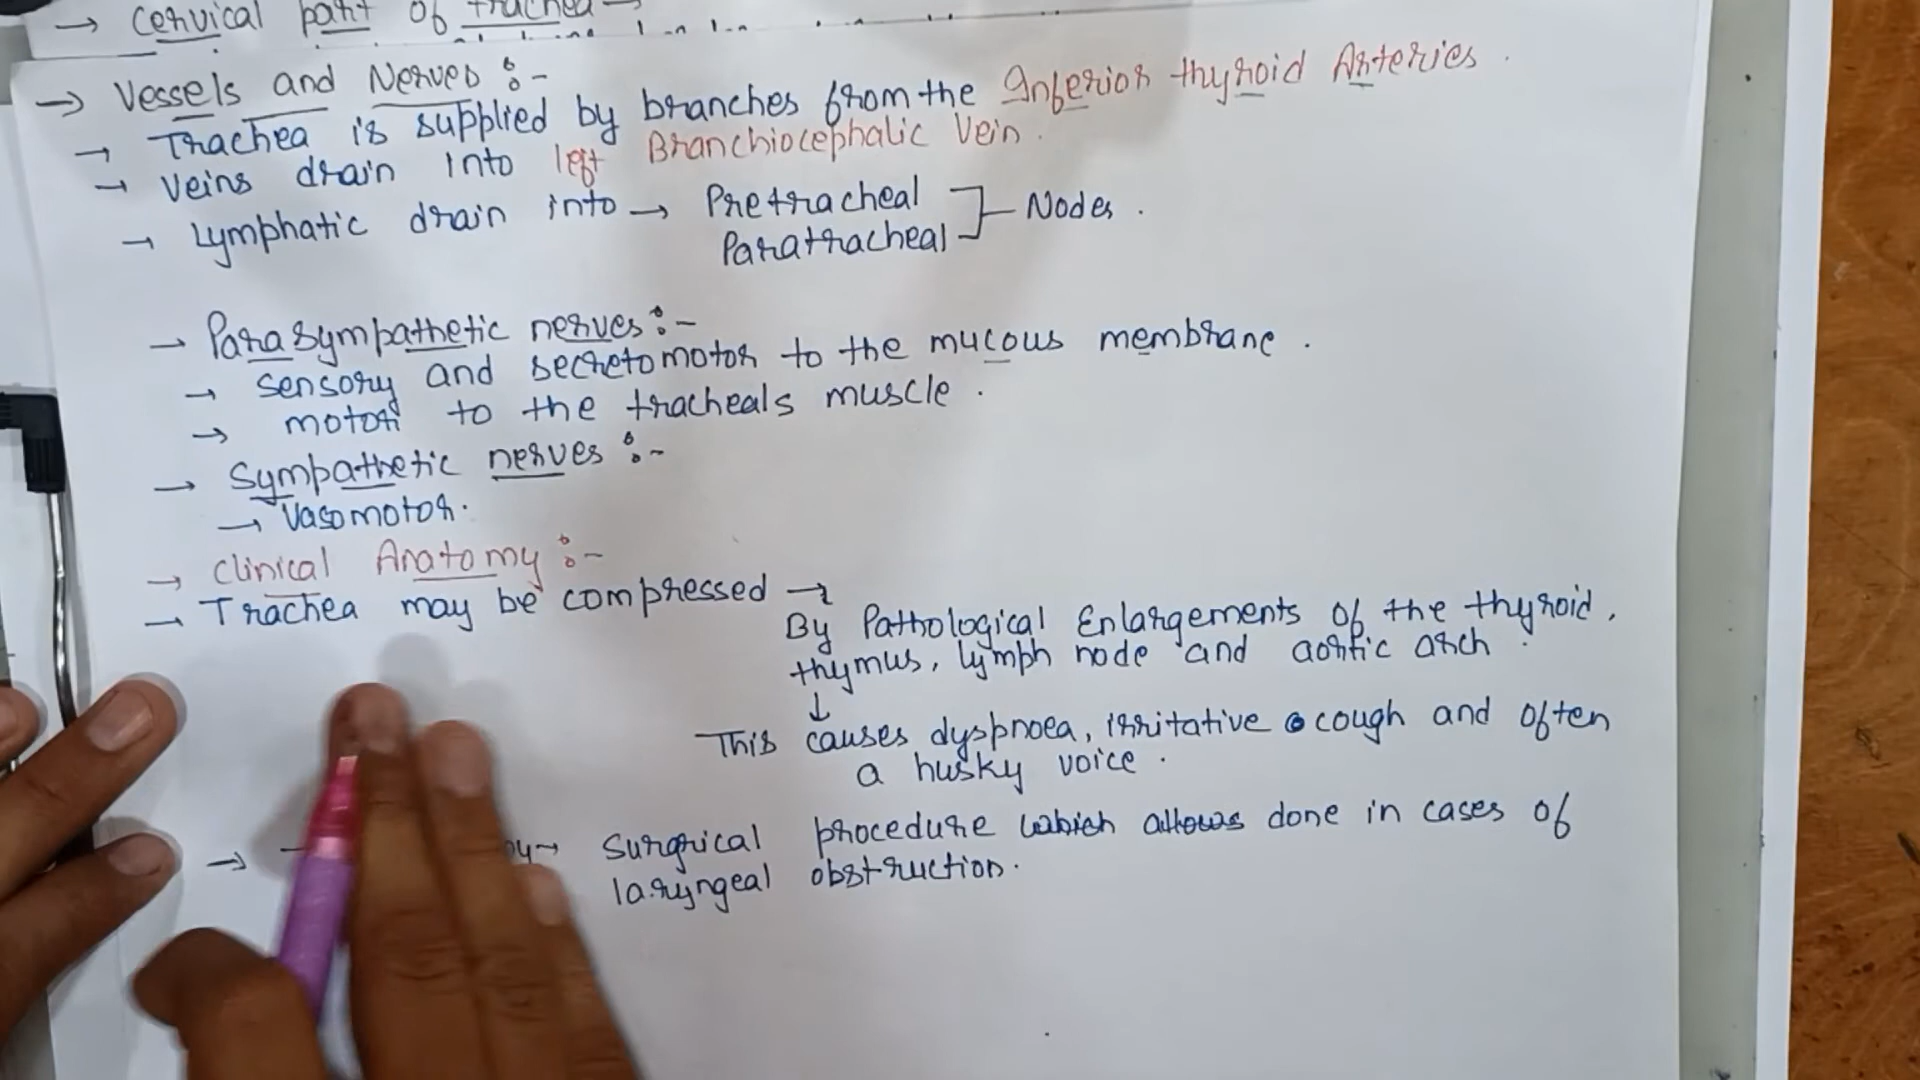 → Cervical part of trachea →
→ Vessels and Nerves :-
→ Trachea is supplied by branches from the Inferior thyroid Arteries.
→ Veins drain into left Branchiocephalic Vein.
→ Lymphatic drain into → Pretracheal
Paratracheal ]- Nodes.
→ Parasympathetic nerves :-
→ Sensory and secretomotor to the mucous membrane.
→ motor to the tracheals muscle.
→ Sympathetic nerves :-
→ Vasomotor.
→ Clinical Anatomy :-
→ Trachea may be compressed →
By Pathological Enlargements of the thyroid,
thymus, lymph node and aortic arch.
↓
This causes dyspnoea, irritative cough and often
a husky voice.
→ Surgrical procedure which allows done in cases of
laryngeal obstruction.